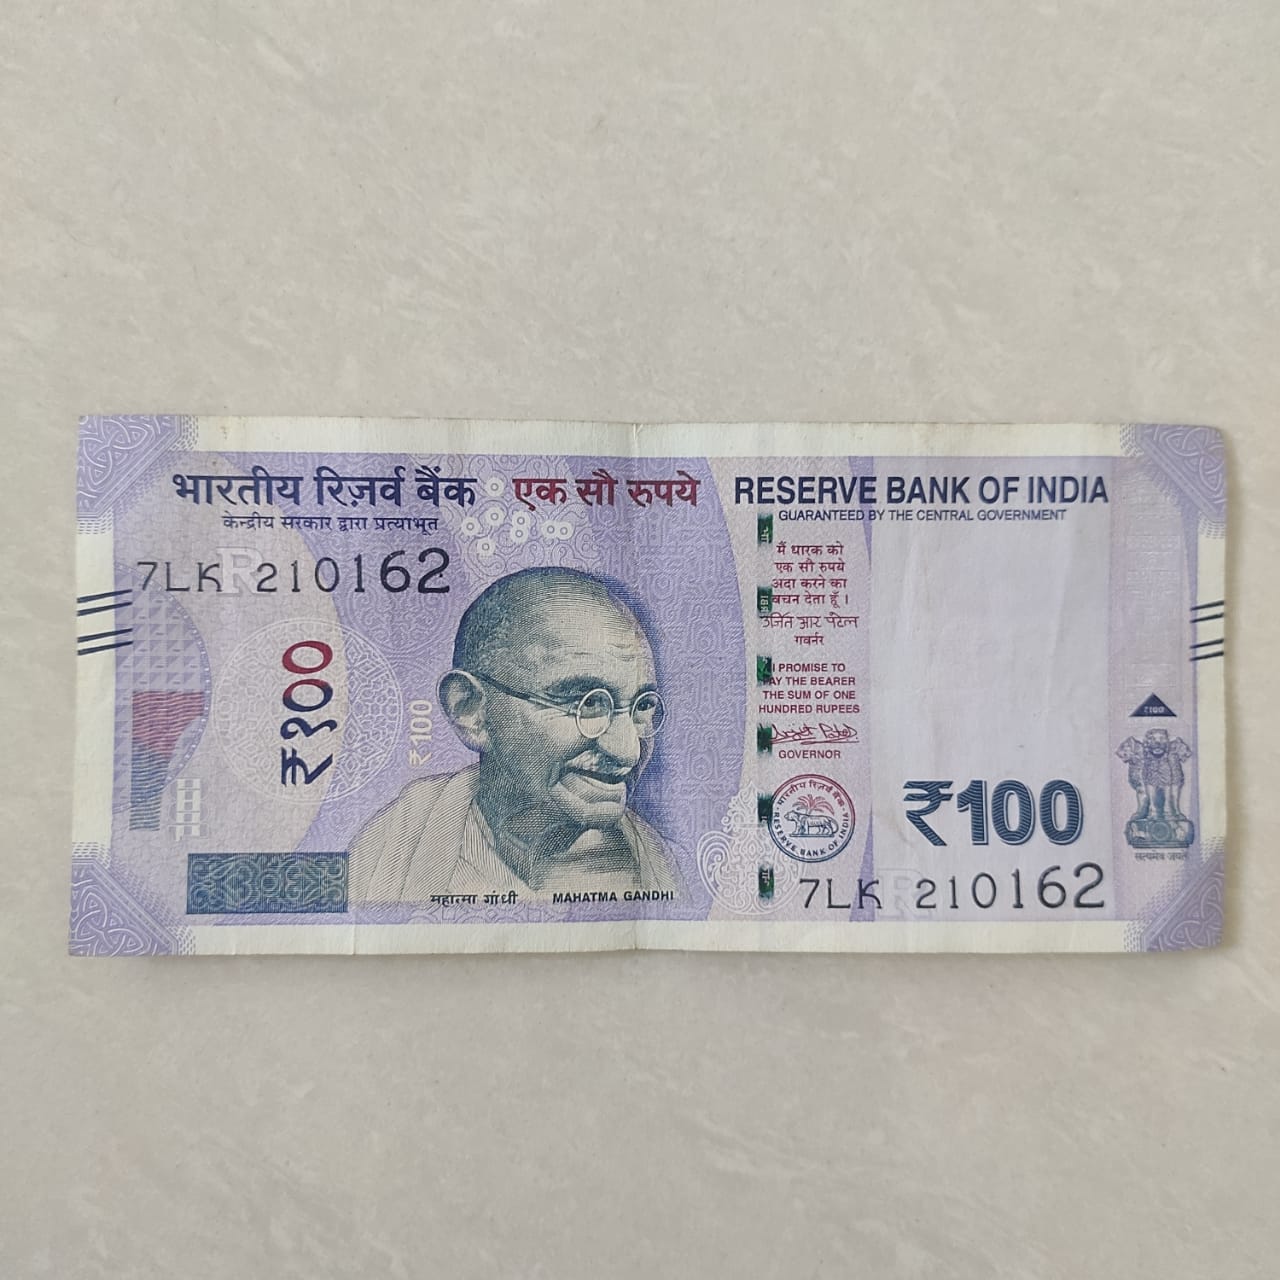 भारतीय रिज़र्व बैंक एक सौ रुपये RESERVE BANK OF INDIA
केन्द्रीय सरकार द्वारा प्रत्याभूत
GUARANTEED BY THE CENTRAL GOVERNMENT
7LK R 210162
₹१००
₹100
मैं धारक को
एक सौ रुपये
अदा करने का
वचन देता हूँ ।
उर्जित आर पटेल
गवर्नर
I PROMISE TO
PAY THE BEARER
THE SUM OF ONE
HUNDRED RUPEES
GOVERNOR
भारतीय रिज़र्व बैंक
RESERVE BANK OF INDIA
₹100
₹100
सत्यमेव जयते
7LK R 210162
महात्मा गांधी MAHATMA GANDHI